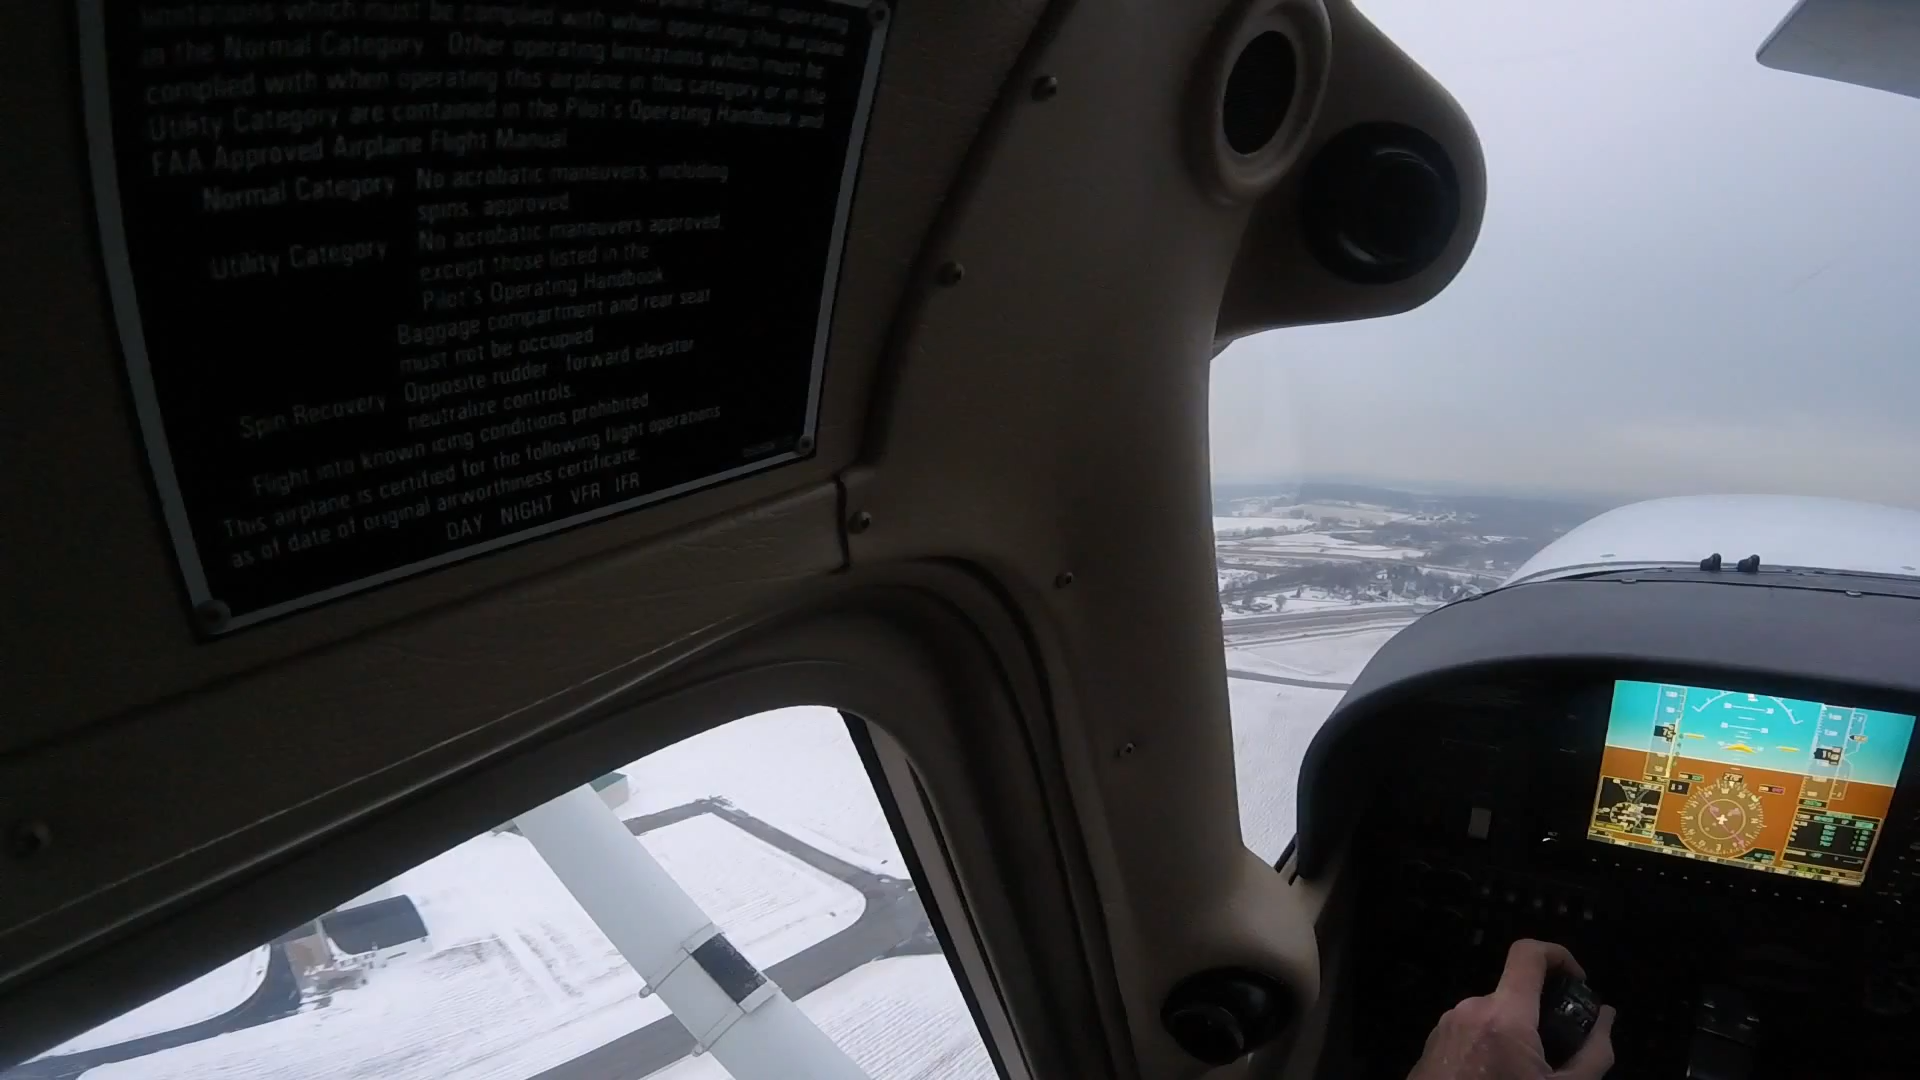 limitations which must be complied with when operating this airplane
in the Normal Category Other operating limitations which must be
complied with when operating this airplane in this category or in the
Utility Category are contained in the Pilot's Operating Handbook and
FAA Approved Airplane Flight Manual
Normal Category No acrobatic maneuvers, including
spins, approved
Utility Category No acrobatic maneuvers approved,
except those listed in the
Pilot's Operating Handbook
Baggage compartment and rear seat
must not be occupied
Spin Recovery Opposite rudder forward elevator
neutralize controls.
Flight into known icing conditions prohibited
This airplane is certified for the following flight operations
as of date of original airworthiness certificate:
DAY NIGHT VFR IFR